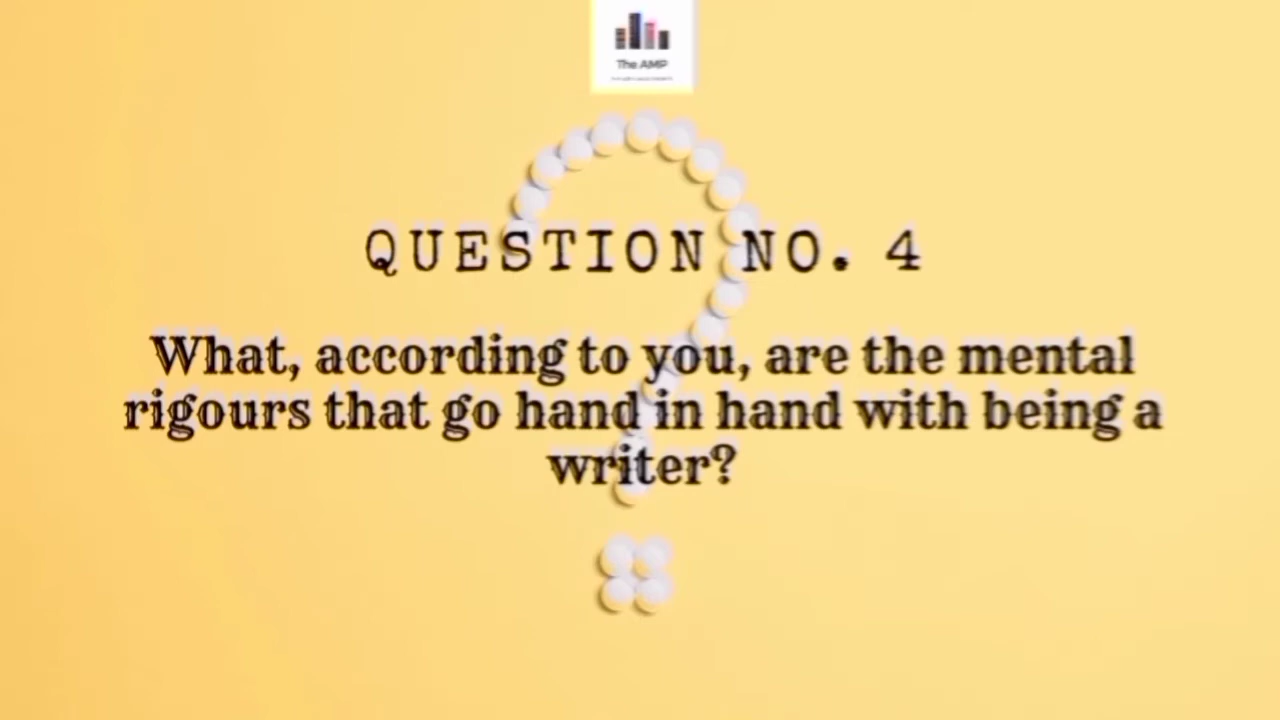 The AMP
QUESTION NO. 4
What, according to you, are the mental
rigours that go hand in hand with being a
writer?